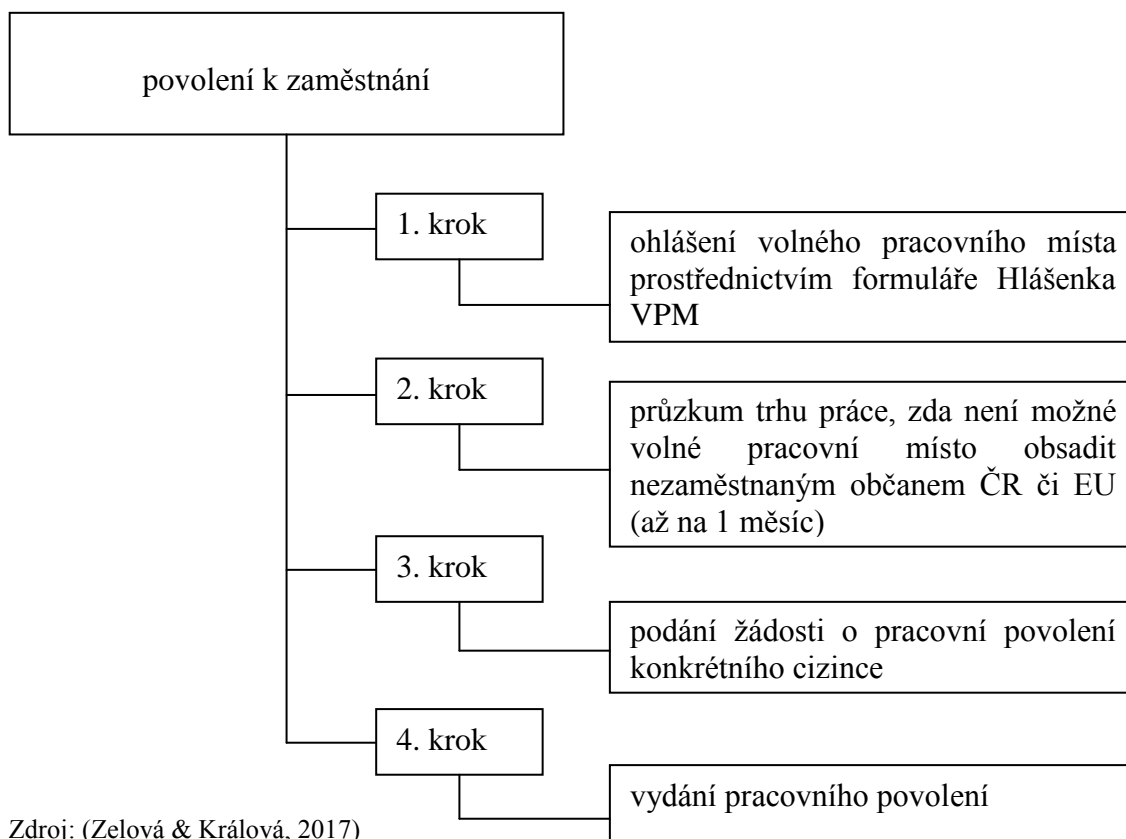 povolení k zaměstnání
1. krok
ohlášení volného pracovního místa
prostřednictvím formuláře Hlášenka
VPM
2. krok
průzkum trhu práce, zda není možné
volné pracovní místo obsadit
nezaměstnaným občanem ČR či EU
(až na 1 měsíc)
3. krok
podání žádosti o pracovní povolení
konkrétního cizince
4. krok
vydání pracovního povolení
Zdroj: (Zelová & Králová, 2017)